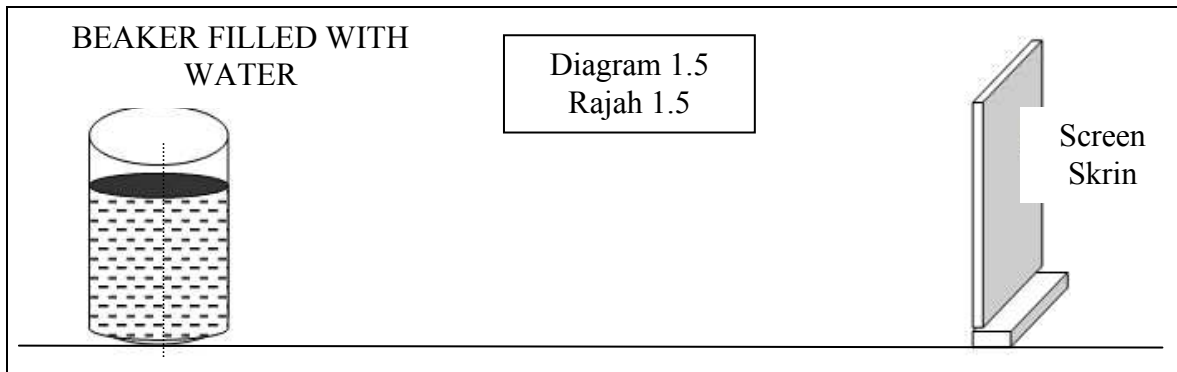 BEAKER FILLED WITH
WATER
Diagram 1.5
Rajah 1.5
Screen
Skrin